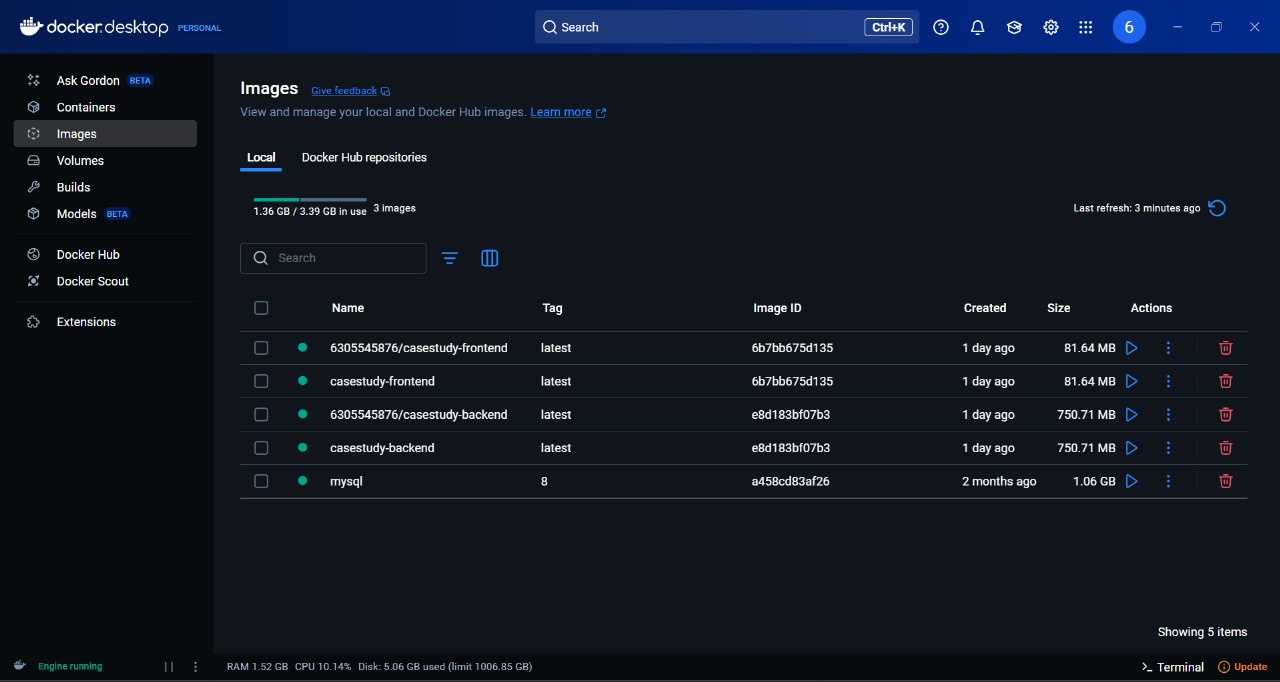 docker.desktop PERSONAL Search Ctrl+K 6
Ask Gordon BETA
Containers
Images
Volumes
Builds
Models BETA
Docker Hub
Docker Scout
Extensions
Images Give feedback
View and manage your local and Docker Hub images. Learn more
Local Docker Hub repositories
1.36 GB / 3.39 GB in use 3 images Last refresh: 3 minutes ago
Search
Name Tag Image ID Created Size Actions
6305545876/casestudy-frontend latest 6b7bb675d135 1 day ago 81.64 MB
casestudy-frontend latest 6b7bb675d135 1 day ago 81.64 MB
6305545876/casestudy-backend latest e8d183bf07b3 1 day ago 750.71 MB
casestudy-backend latest e8d183bf07b3 1 day ago 750.71 MB
mysql 8 a458cd83af26 2 months ago 1.06 GB
Showing 5 items
Engine running RAM 1.52 GB CPU 10.14% Disk: 5.06 GB used (limit 1006.85 GB) >_ Terminal Update